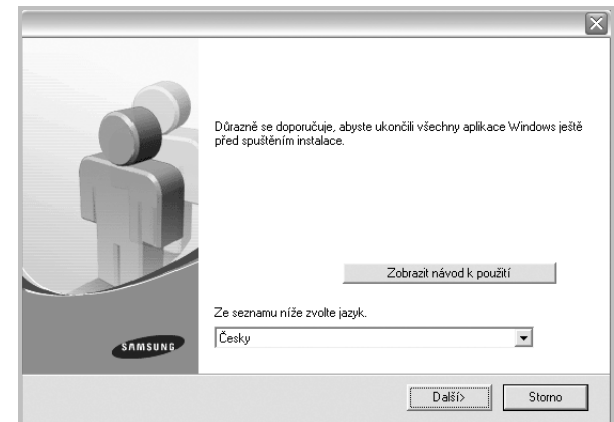 Důrazně se doporučuje, abyste ukončili všechny aplikace Windows ještě
před spuštěním instalace.
Zobrazit návod k použití
Ze seznamu níže zvolte jazyk.
Česky
SAMSUNG
Další>
Storno